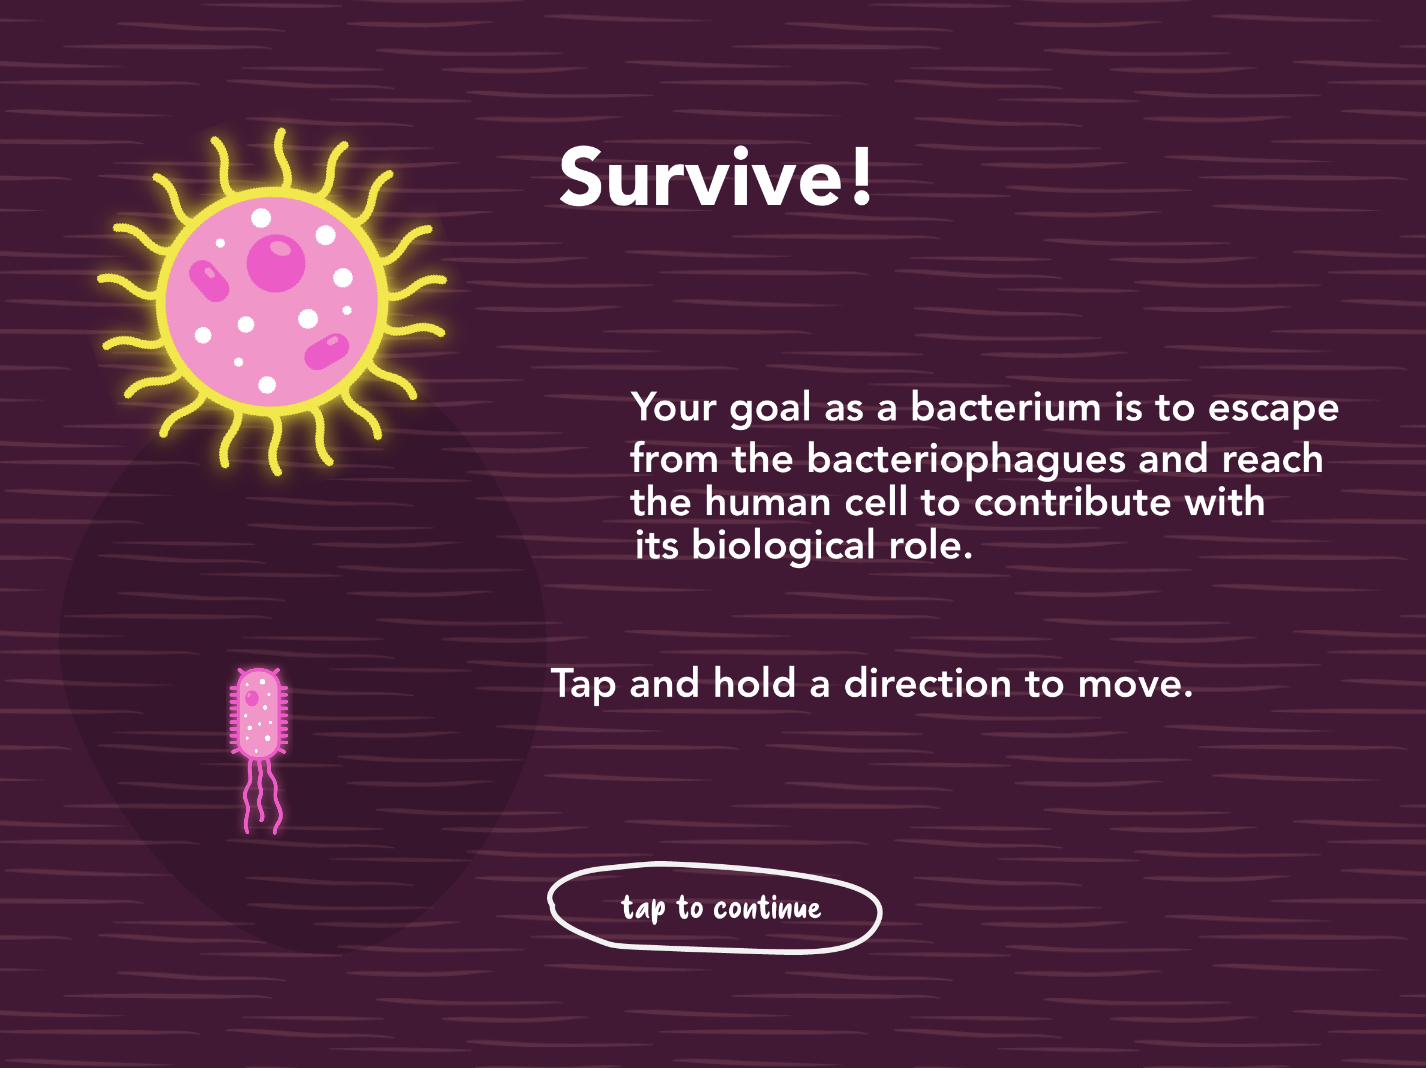 Survive!
Your goal as a bacterium is to escape
from the bacteriophagues and reach
the human cell to contribute with
its biological role.
Tap and hold a direction to move.
tap to continue